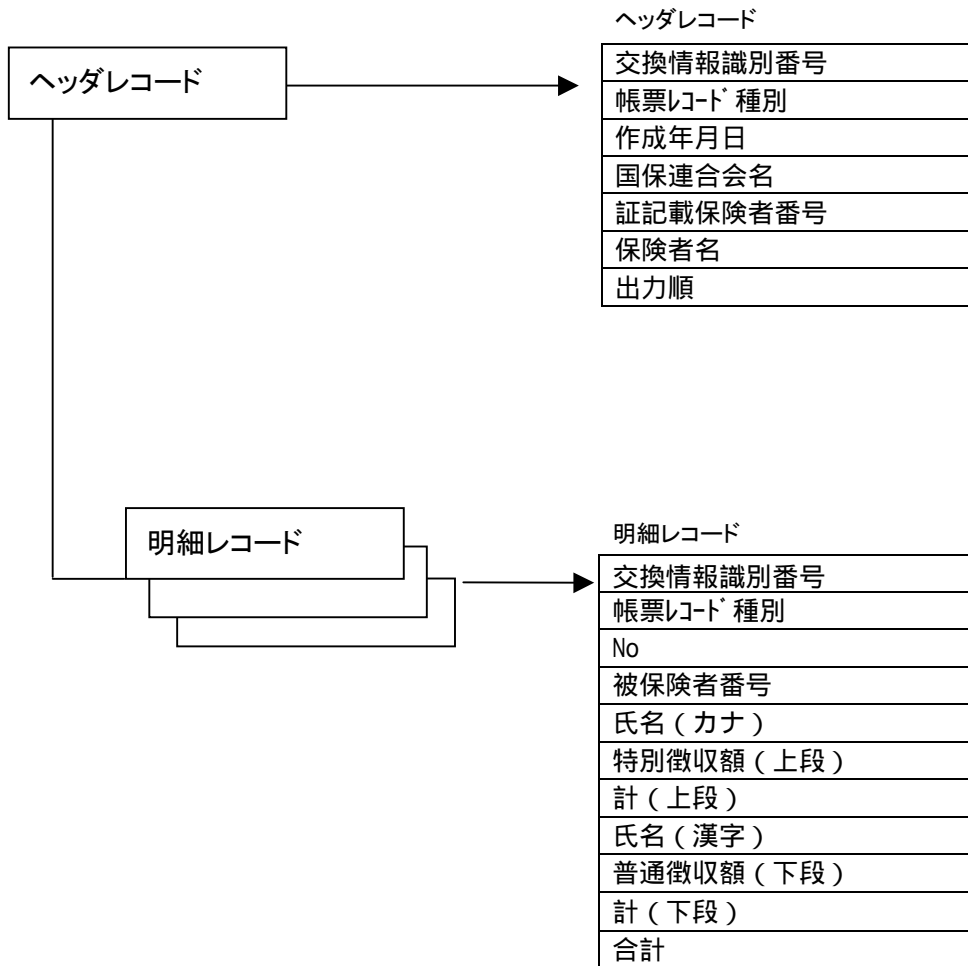 ヘッダレコード
ヘッダレコード
交換情報識別番号
帳票ﾚｺｰﾄﾞ種別
作成年月日
国保連合会名
証記載保険者番号
保険者名
出力順
明細レコード
明細レコード
交換情報識別番号
帳票ﾚｺｰﾄﾞ種別
No
被保険者番号
氏名（カナ）
特別徴収額（上段）
計（上段）
氏名（漢字）
普通徴収額（下段）
計（下段）
合計